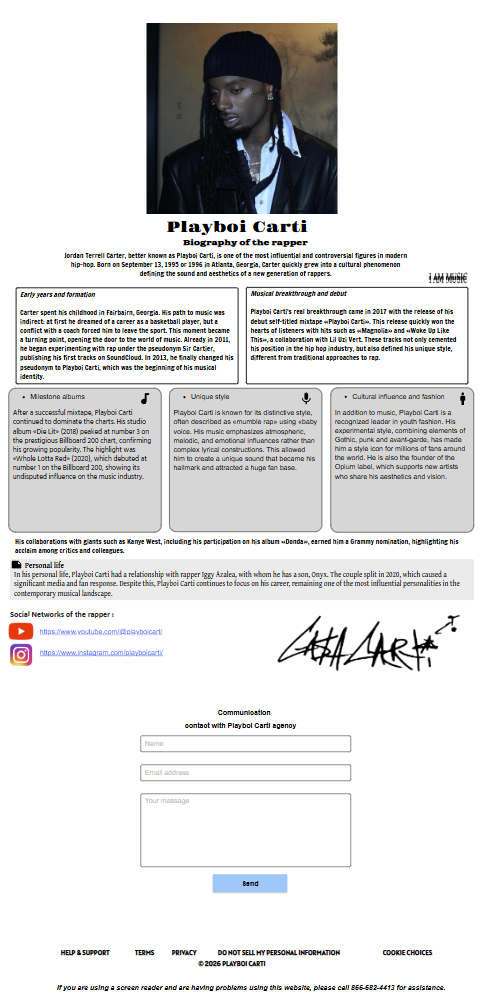 Playboi Carti
Biography of the rapper
Jordan Terrell Carter, better known as Playboi Carti, is one of the most influential and controversial figures in modern
hip-hop. Born on September 13, 1995 or 1996 in Atlanta, Georgia, Carter quickly grew into a cultural phenomenon
defining the sound and aesthetics of a new generation of rappers.
I AM MUSIC
Early years and formation
Carter spent his childhood in Fairbairn, Georgia. His path to music was
indirect: at first he dreamed of a career as a basketball player, but a
conflict with a coach forced him to leave the sport. This moment became
a turning point, opening the door to the world of music. Already in 2011,
he began experimenting with rap under the pseudonym Sir Cartier,
publishing his first tracks on SoundCloud. In 2013, he finally changed his
pseudonym to Playboi Carti, which was the beginning of his musical
identity.
Musical breakthrough and debut
Playboi Carti's real breakthrough came in 2017 with the release of his
debut self-titled mixtape «Playboi Carti». This release quickly won the
hearts of listeners with hits such as «Magnolia» and «Woke Up Like
This», a collaboration with Lil Uzi Vert. These tracks not only cemented
his position in the hip hop industry, but also defined his unique style,
different from traditional approaches to rap.
• Milestone albums
After a successful mixtape, Playboi Carti
continued to dominate the charts. His studio
album «Die Lit» (2018) peaked at number 3 on
the prestigious Billboard 200 chart, confirming
his growing popularity. The highlight was
«Whole Lotta Red» (2020), which debuted at
number 1 on the Billboard 200, showing its
undisputed influence on the music industry.
• Unique style
Playboi Carti is known for its distinctive style,
often described as «mumble rap» using «baby
voice. His music emphasizes atmospheric,
melodic, and emotional influences rather than
complex lyrical constructions. This allowed
him to create a unique sound that became his
hallmark and attracted a huge fan base.
• Cultural influence and fashion
In addition to music, Playboi Carti is a
recognized leader in youth fashion. His
experimental style, combining elements of
Gothic, punk and avant-garde, has made
him a style icon for millions of fans around
the world. He is also the founder of the
Opium label, which supports new artists
who share his aesthetics and vision.
His collaborations with giants such as Kanye West, including his participation on his album «Donda», earned him a Grammy nomination, highlighting his
acclaim among critics and colleagues.
Personal life
In his personal life, Playboi Carti had a relationship with rapper Iggy Azalea, with whom he has a son, Onyx. The couple split in 2020, which caused a
significant media and fan response. Despite this, Playboi Carti continues to focus on his career, remaining one of the most influential personalities in the
contemporary musical landscape.
Social Networks of the rapper :
https://www.youtube.com/@playboicarti
https://www.instagram.com/playboicarti/
Communication
contact with Playboi Carti agency
Name
Email address
Your massage
Send
HELP & SUPPORT TERMS PRIVACY DO NOT SELL MY PERSONAL INFORMATION COOKIE CHOICES
© 2026 PLAYBOI CARTI
If you are using a screen reader and are having problems using this website, please call 866-682-4413 for assistance.